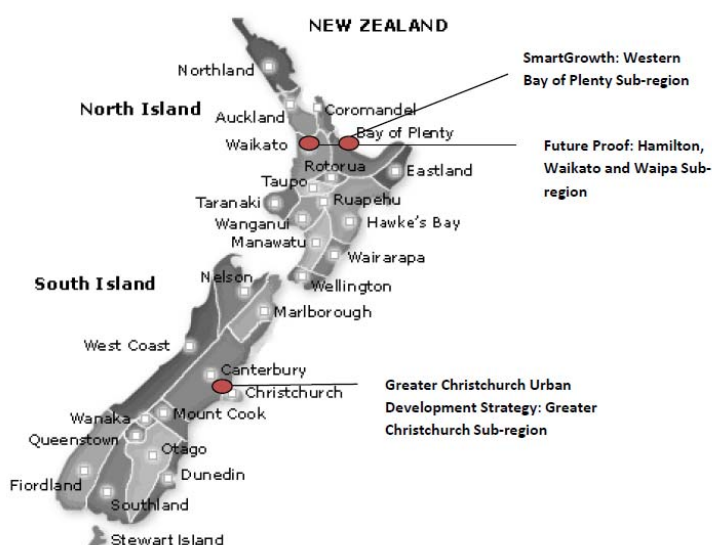 NEW ZEALAND
SmartGrowth: Western
Bay of Plenty Sub-region
Northland
North Island
Auckland
Coromandel
Bay of Plenty
Waikato
Future Proof: Hamilton,
Waikato and Waipa Sub-
region
Rotorua
Eastland
Taupo
Taranaki
Ruapehu
Wanganui
Hawke's Bay
Manawatu
Wairarapa
South Island
Nelson
Wellington
Marlborough
West Coast
Canterbury
Christchurch
Greater Christchurch Urban
Development Strategy: Greater
Christchurch Sub-region
Wanaka
Mount Cook
Queenstown
Otago
Dunedin
Fiordland
Southland
Stewart Island